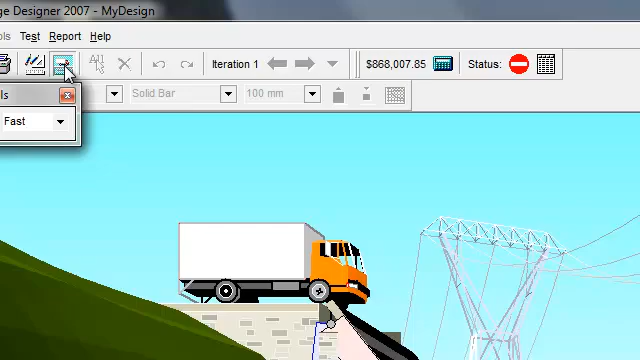 ge Designer 2007 - MyDesign
ols Test Report Help
Iteration 1 $868,007.85 Status:
ls
Solid Bar 100 mm
Fast